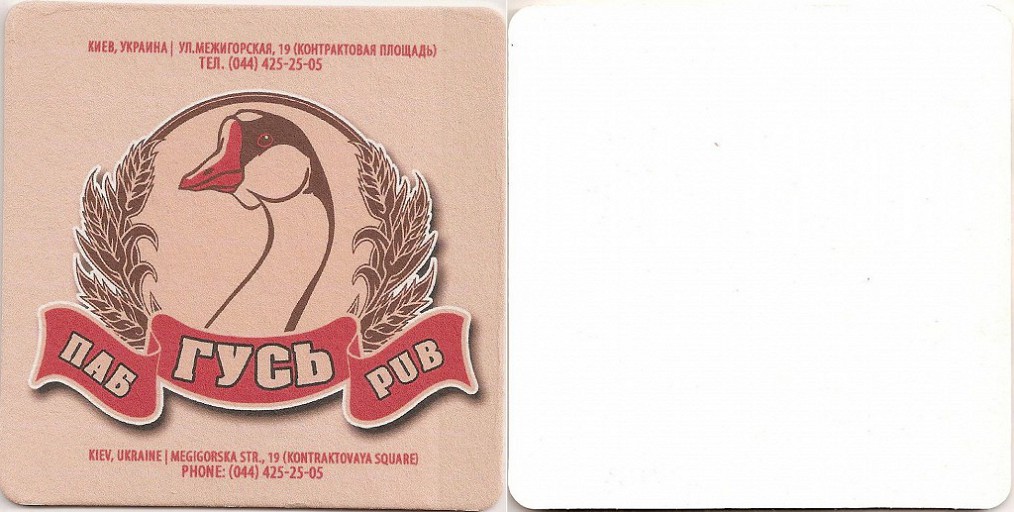 КИЕВ, УКРАИНА | УЛ.МЕЖИГОРСКАЯ, 19 (КОНТРАКТОВАЯ ПЛОЩАДЬ)
ТЕЛ. (044) 425-25-05
ПАБ ГУСЬ PUB
KIEV, UKRAINE | MEGIGORSKA STR., 19 (KONTRAKTOVAYA SQUARE)
PHONE: (044) 425-25-05